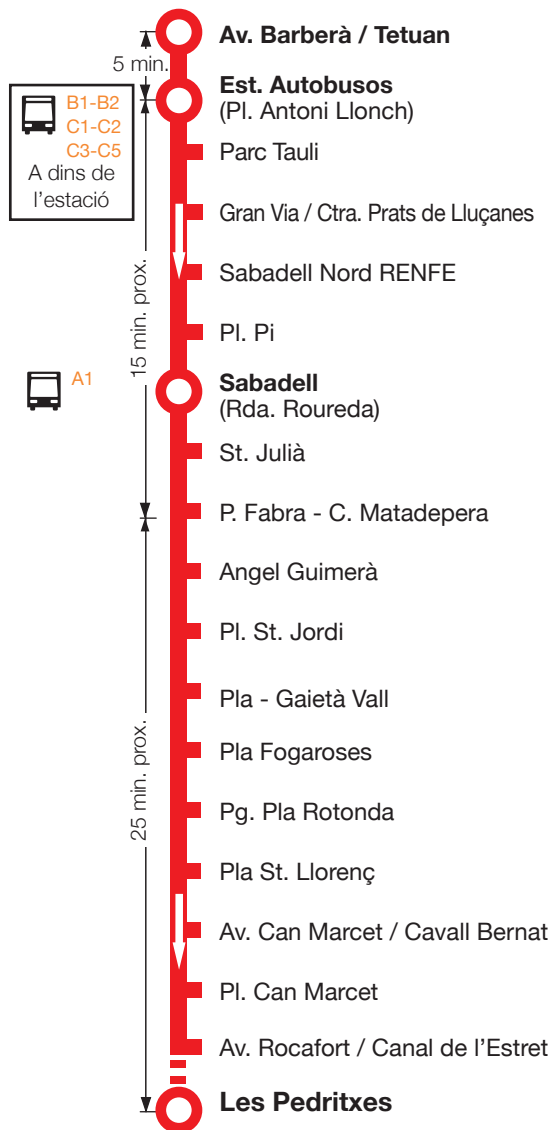 Av. Barberà / Tetuan
5 min.
Est. Autobusos
(Pl. Antoni Llonch)
B1-B2
C1-C2
C3-C5
A dins de
l'estació
Parc Tauli
Gran Via / Ctra. Prats de Lluçanes
Sabadell Nord RENFE
15 min. prox.
Pl. Pi
A1
Sabadell
(Rda. Roureda)
St. Julià
P. Fabra - C. Matadepera
Angel Guimerà
Pl. St. Jordi
Pla - Gaietà Vall
Pla Fogaroses
25 min. prox.
Pg. Pla Rotonda
Pla St. Llorenç
Av. Can Marcet / Cavall Bernat
Pl. Can Marcet
Av. Rocafort / Canal de l'Estret
Les Pedritxes